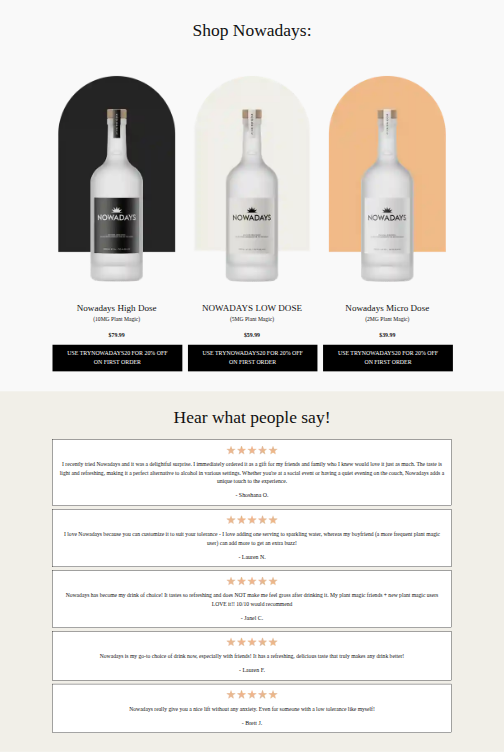 Shop Nowadays:
NOWADAYS
NOWADAYS
NOWADAYS
Nowadays High Dose
(10MG Plant Magic)
$79.99
USE TRYNOWADAYS20 FOR 20% OFF
ON FIRST ORDER
NOWADAYS LOW DOSE
(5MG Plant Magic)
$59.99
USE TRYNOWADAYS20 FOR 20% OFF
ON FIRST ORDER
Nowadays Micro Dose
(2MG Plant Magic)
$39.99
USE TRYNOWADAYS20 FOR 20% OFF
ON FIRST ORDER
Hear what people say!
I recently tried Nowadays and it was a delightful surprise. I immediately ordered it as a gift for my friends and family who I knew would love it just as much. The taste is
light and refreshing, making it a perfect alternative to alcohol in various settings. Whether you're at a social event or having a quiet evening on the couch, Nowadays adds a
unique touch to the experience.
- Shoshana O.
I love Nowadays because you can customize it to suit your tolerance - I love adding one serving to sparkling water, whereas my boyfriend (a more frequent plant magic
user) can add more to get an extra buzz!
- Lauren N.
Nowadays has become my drink of choice! It tastes so refreshing and does NOT make me feel gross after drinking it. My plant magic friends + new plant magic users
LOVE it!! 10/10 would recommend
- Janel C.
Nowadays is my go-to choice of drink now, especially with friends! It has a refreshing, delicious taste that truly makes any drink better!
- Lauren F.
Nowadays really give you a nice lift without any anxiety. Even for someone with a low tolerance like myself!
- Brett J.